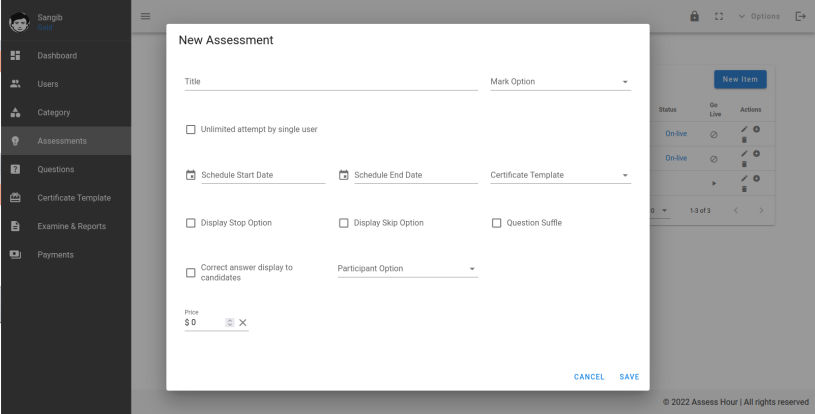 Sangib
Gold
Options
Dashboard
Users
Category
Assessments
Questions
Certificate Template
Examine & Reports
Payments
New Assessment
Title
Mark Option
Unlimited attempt by single user
Schedule Start Date
Schedule End Date
Certificate Template
Display Stop Option
Display Skip Option
Question Suffle
Correct answer display to
candidates
Participant Option
Price
$ 0
CANCEL
SAVE
New Item
Status
Go
Live
Actions
On-live
On-live
0
1-3 of 3
© 2022 Assess Hour | All rights reserved